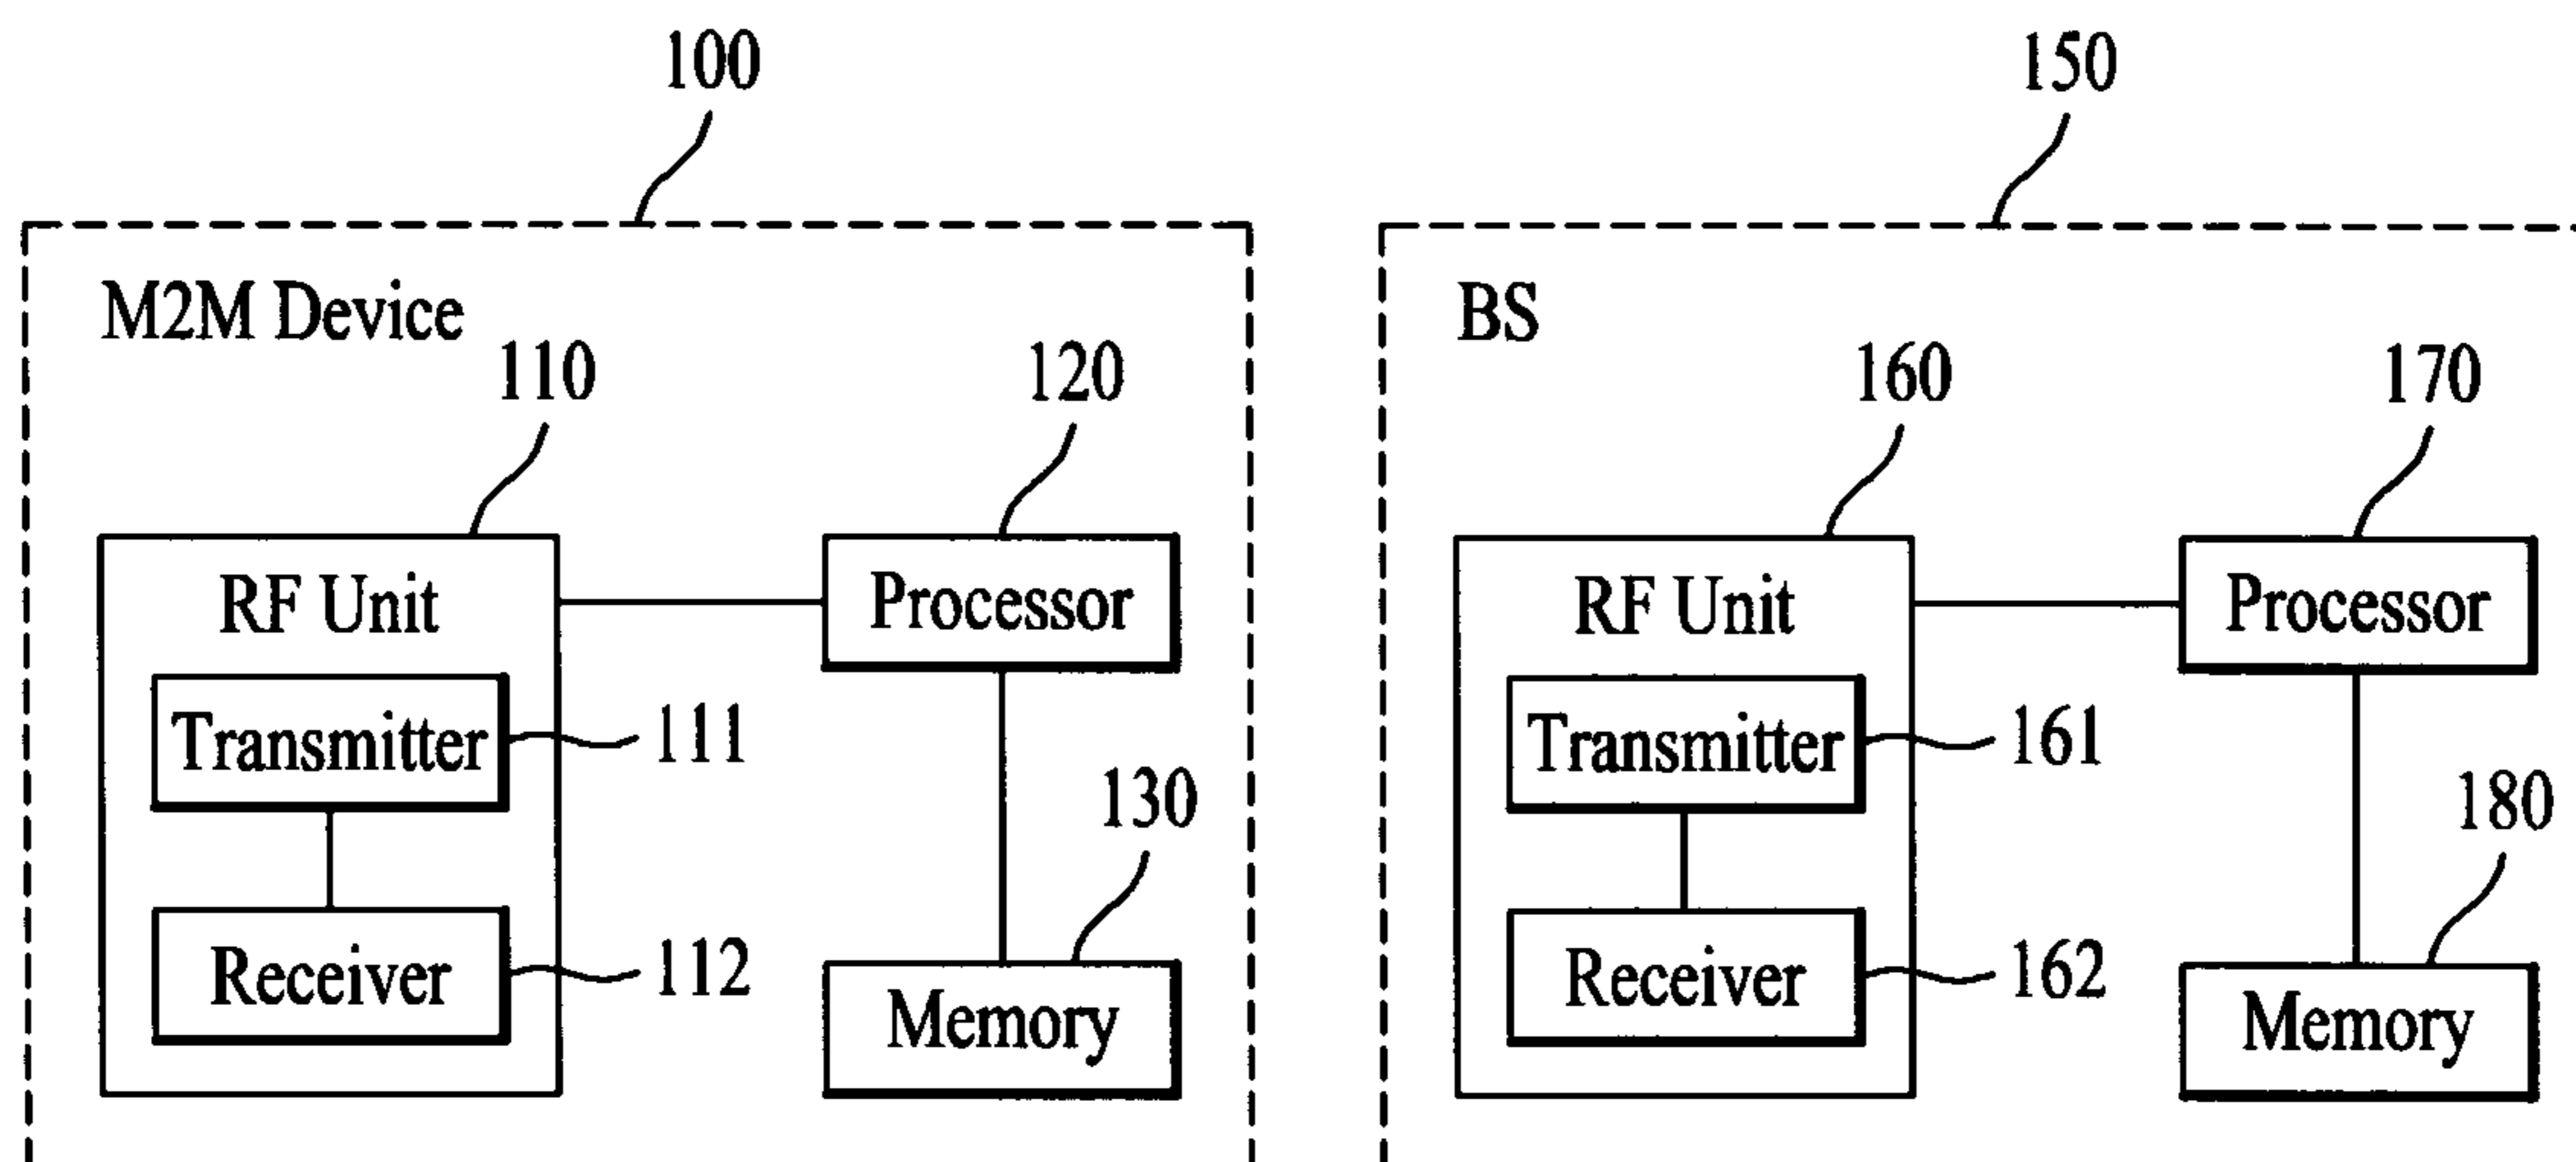 100
150
M2M Device
BS
110
120
160
170
RF Unit
Processor
RF Unit
Processor
Transmitter
111
Transmitter
161
130
180
Receiver
112
Receiver
162
Memory
Memory